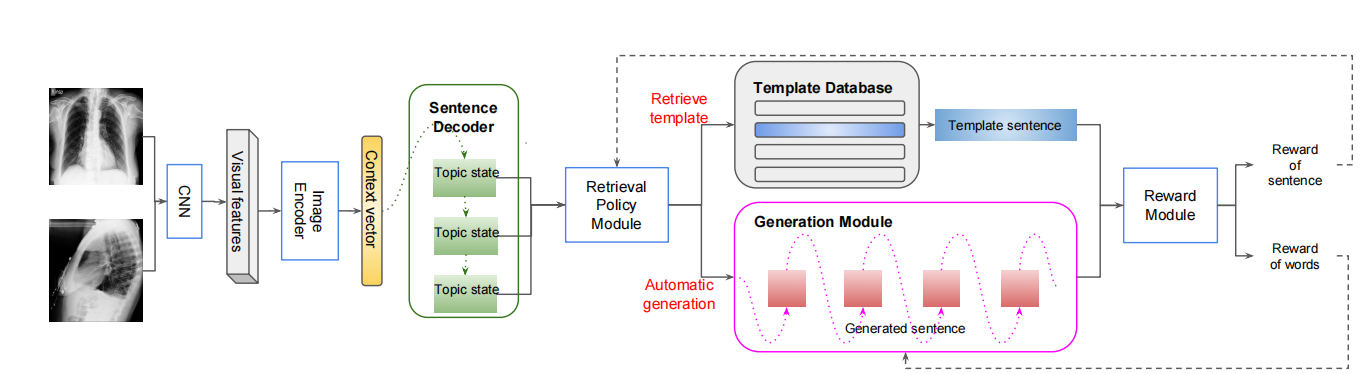 CNN
Visual features
Image
Encoder
Context vector
Sentence
Decoder
Topic state
Topic state
Topic state
Retrieval
Policy
Module
Retrieve
template
Automatic
generation
Template Database
Template sentence
Generation Module
Generated sentence
Reward
Module
Reward
of
sentence
Reward
of words